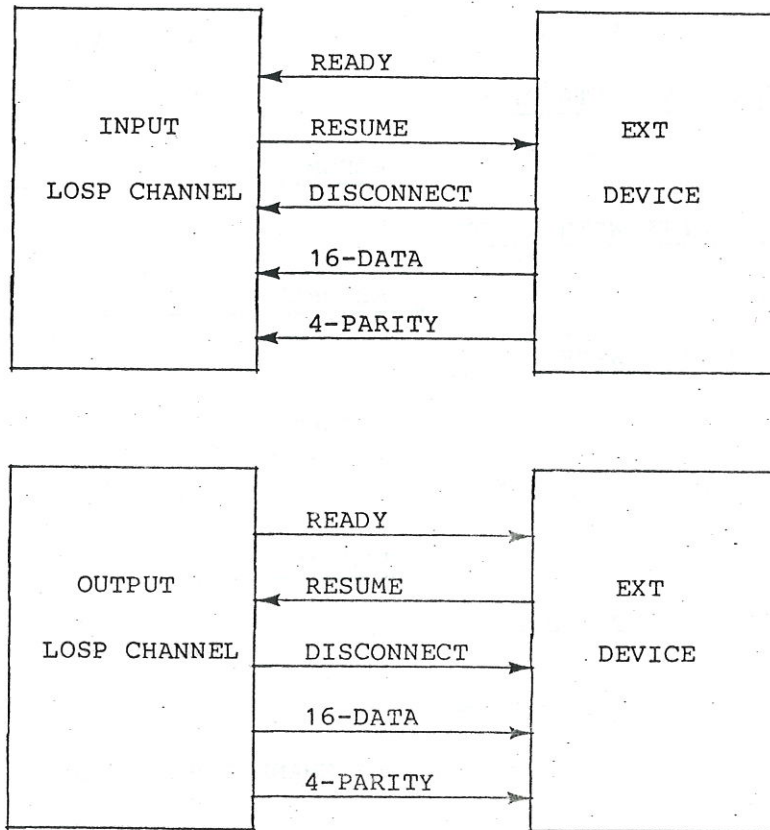 READY
INPUT
RESUME
EXT
LOSP CHANNEL
DISCONNECT
DEVICE
16-DATA
4-PARITY
READY
OUTPUT
RESUME
EXT
LOSP CHANNEL
DISCONNECT
DEVICE
16-DATA
4-PARITY